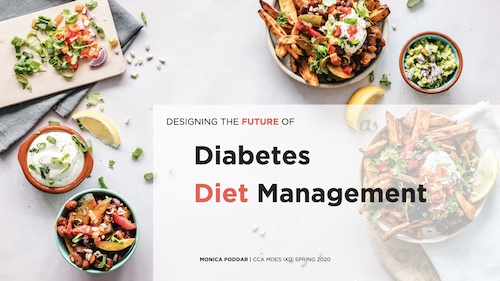 DESIGNING THE FUTURE OF
Diabetes
Diet Management
MONICA PODDAR | CCA MDES IXD, SPRING 2020